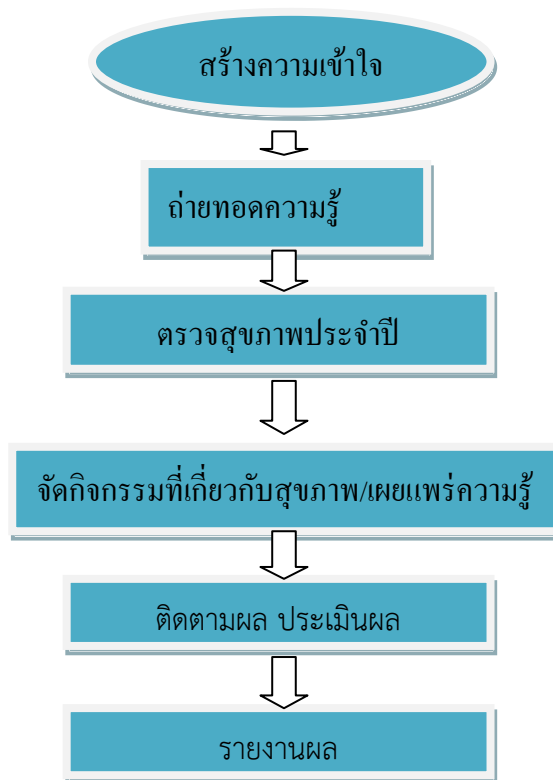 สร้างความเข้าใจ
ถ่ายทอดความรู้
ตรวจสุขภาพประจำปี
จัดกิจกรรมที่เกี่ยวกับสุขภาพ/เผยแพร่ความรู้
ติดตามผล ประเมินผล
รายงานผล